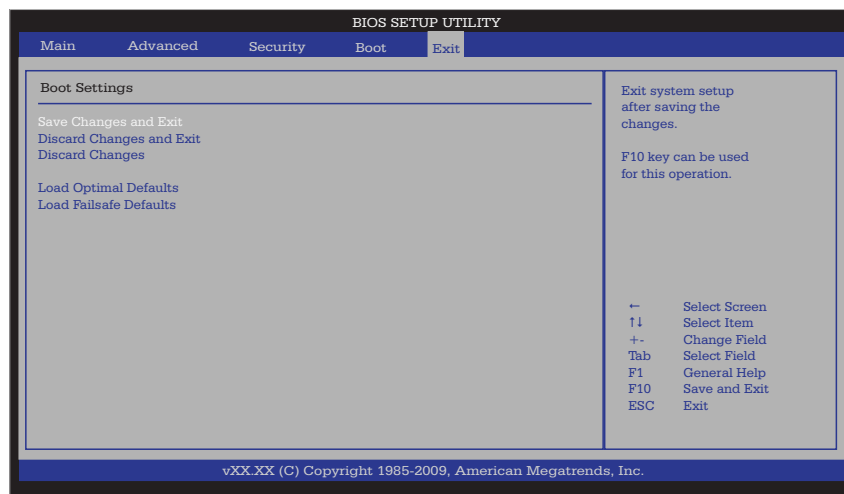 BIOS SETUP UTILITY
Main Advanced Security Boot Exit
Boot Settings
Save Changes and Exit
Discard Changes and Exit
Discard Changes
Load Optimal Defaults
Load Failsafe Defaults
Exit system setup
after saving the
changes.
F10 key can be used
for this operation.
← Select Screen
↑↓ Select Item
+- Change Field
Tab Select Field
F1 General Help
F10 Save and Exit
ESC Exit
vXX.XX (C) Copyright 1985-2009, American Megatrends, Inc.